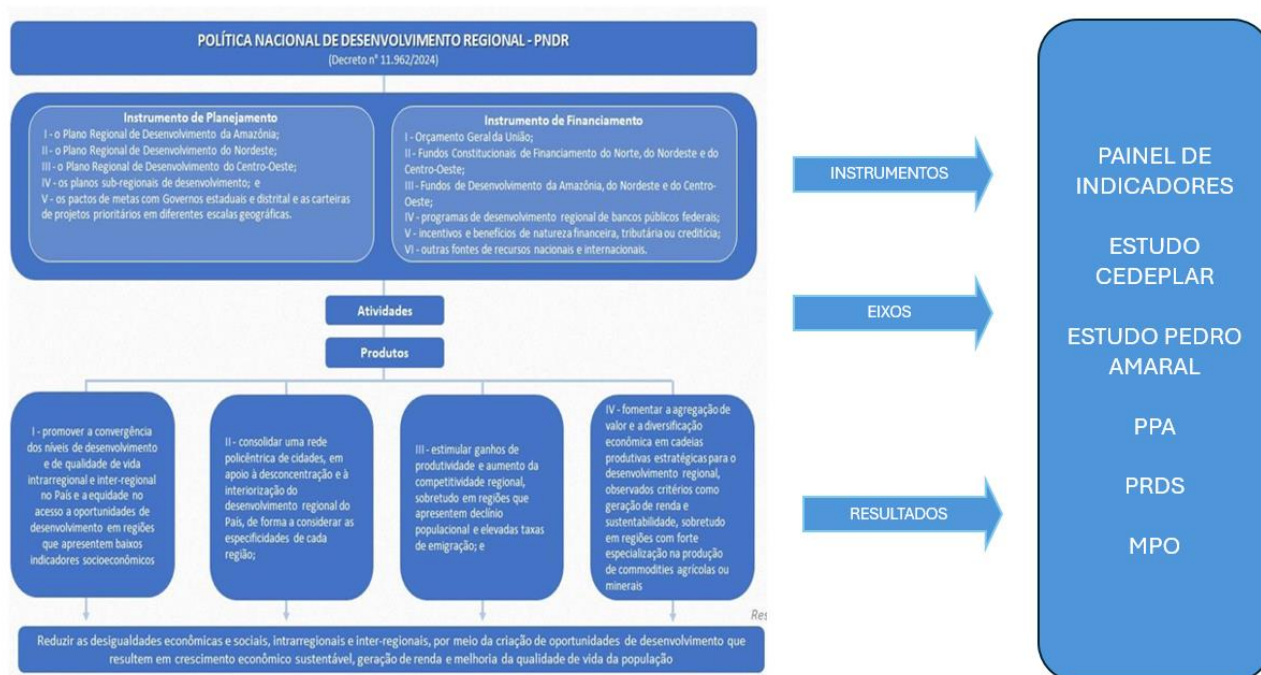 POLÍTICA NACIONAL DE DESENVOLVIMENTO REGIONAL - PNDR
(Decreto n° 11.962/2024)
Instrumento de Planejamento
I - o Plano Regional de Desenvolvimento da Amazônia;
II - o Plano Regional de Desenvolvimento do Nordeste;
III - o Plano Regional de Desenvolvimento do Centro-Oeste;
IV - os planos sub-regionais de desenvolvimento; e
V - os pactos de metas com Governos estaduais e distrital e as carteiras
de projetos prioritários em diferentes escalas geográficas.
Instrumento de Financiamento
I - Orçamento Geral da União;
II - Fundos Constitucionais de Financiamento do Norte, do Nordeste e do
Centro-Oeste;
III - Fundos de Desenvolvimento da Amazônia, do Nordeste e do Centro-
Oeste;
IV - programas de desenvolvimento regional de bancos públicos federais;
V - incentivos e benefícios de natureza financeira, tributária ou creditícia;
VI - outras fontes de recursos nacionais e internacionais.
Atividades
Produtos
I - promover a convergência
dos níveis de desenvolvimento
e de qualidade de vida
intrarregional e inter-regional
no País e a equidade no
acesso a oportunidades de
desenvolvimento em regiões
que apresentem baixos
indicadores socioeconômicos
II - consolidar uma rede
policêntrica de cidades, em
apoio à desconcentração e à
interiorização do
desenvolvimento regional do
País, de forma a considerar as
especificidades de cada
região;
III - estimular ganhos de
produtividade e aumento da
competitividade regional,
sobretudo em regiões que
apresentem declínio
populacional e elevadas taxas
de emigração; e
IV - fomentar a agregação de
valor e a diversificação
econômica em cadeias
produtivas estratégicas para o
desenvolvimento regional,
observados critérios como
geração de renda e
sustentabilidade, sobretudo
em regiões com forte
especialização na produção
de commodities agrícolas ou
minerais
Res
Reduzir as desigualdades econômicas e sociais, intrarregionais e inter-regionais, por meio da criação de oportunidades de desenvolvimento que
resultem em crescimento econômico sustentável, geração de renda e melhoria da qualidade de vida da população
INSTRUMENTOS
EIXOS
RESULTADOS
PAINEL DE
INDICADORES
ESTUDO
CEDEPLAR
ESTUDO PEDRO
AMARAL
PPA
PRDS
MPO